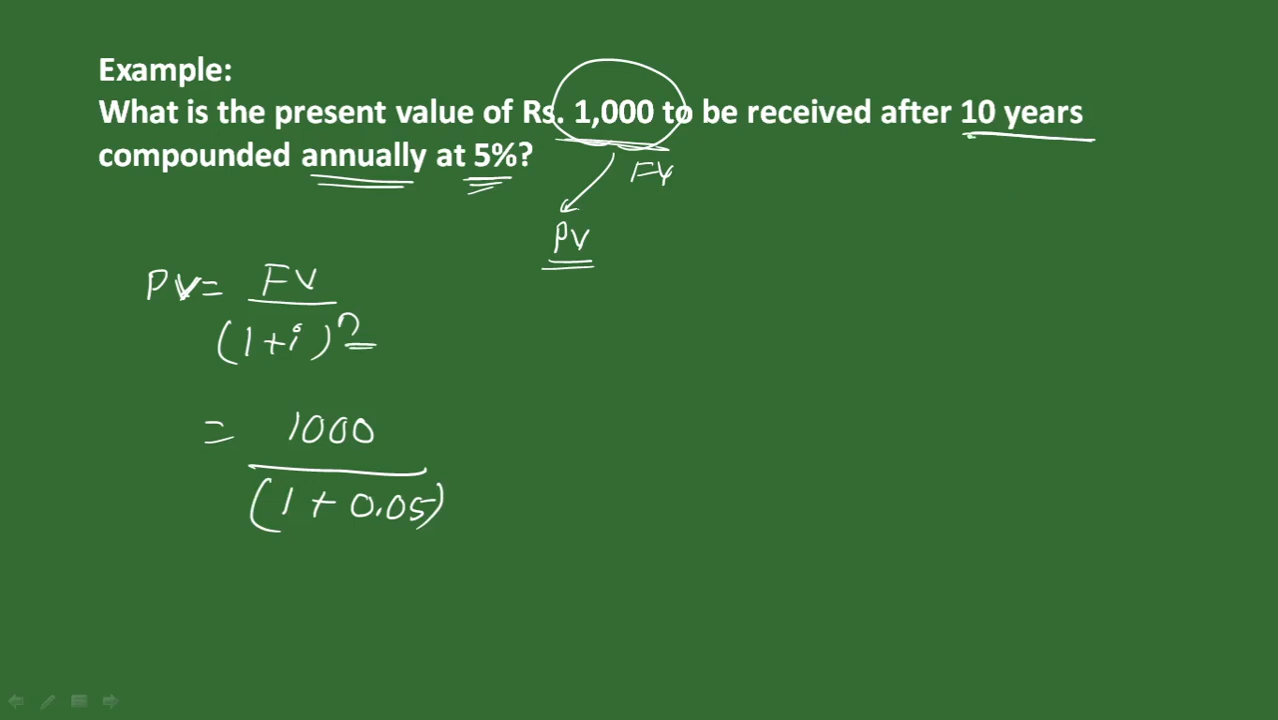 Example:
What is the present value of Rs. 1,000 to be received after 10 years
compounded annually at 5%?
FV
PV
PV = FV
(1+i)^n
= 1000
(1 + 0.05)